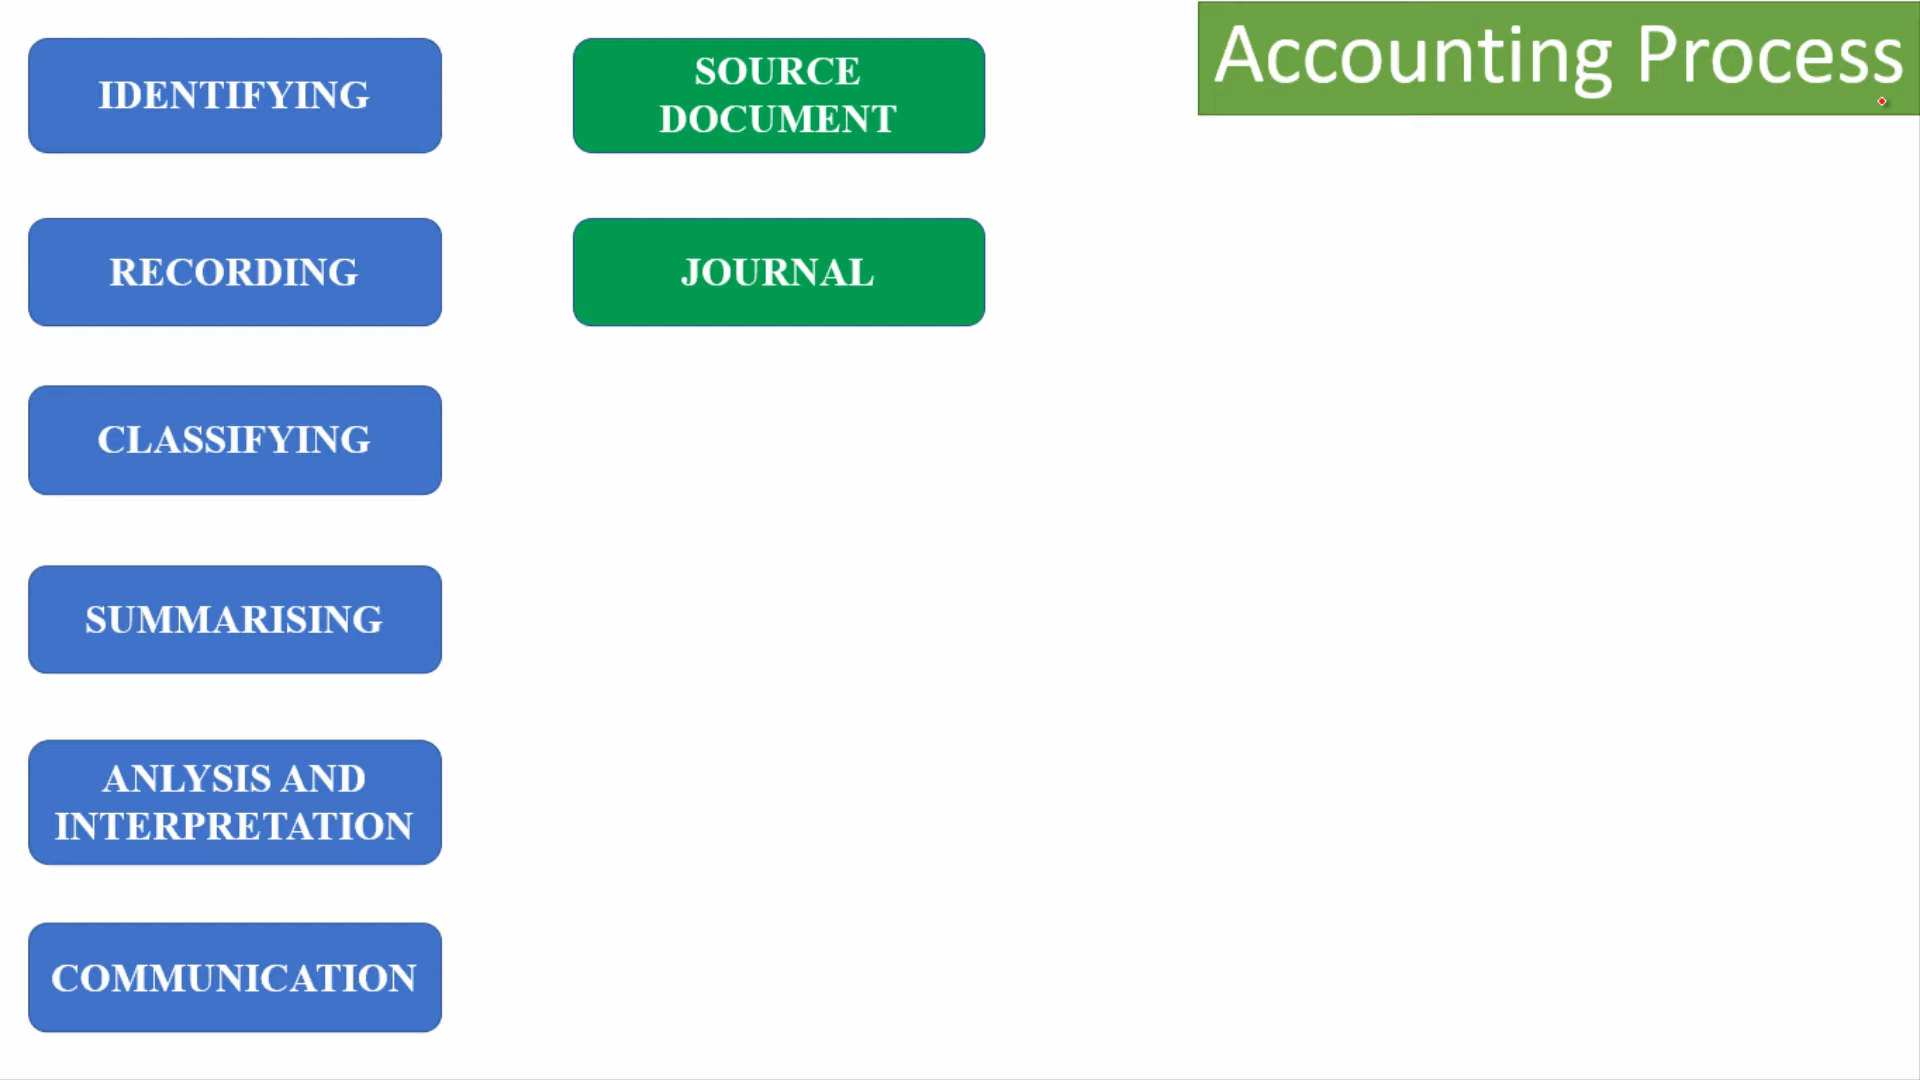 Accounting Process
IDENTIFYING
SOURCE
DOCUMENT
RECORDING
JOURNAL
CLASSIFYING
SUMMARISING
ANLYSIS AND
INTERPRETATION
COMMUNICATION